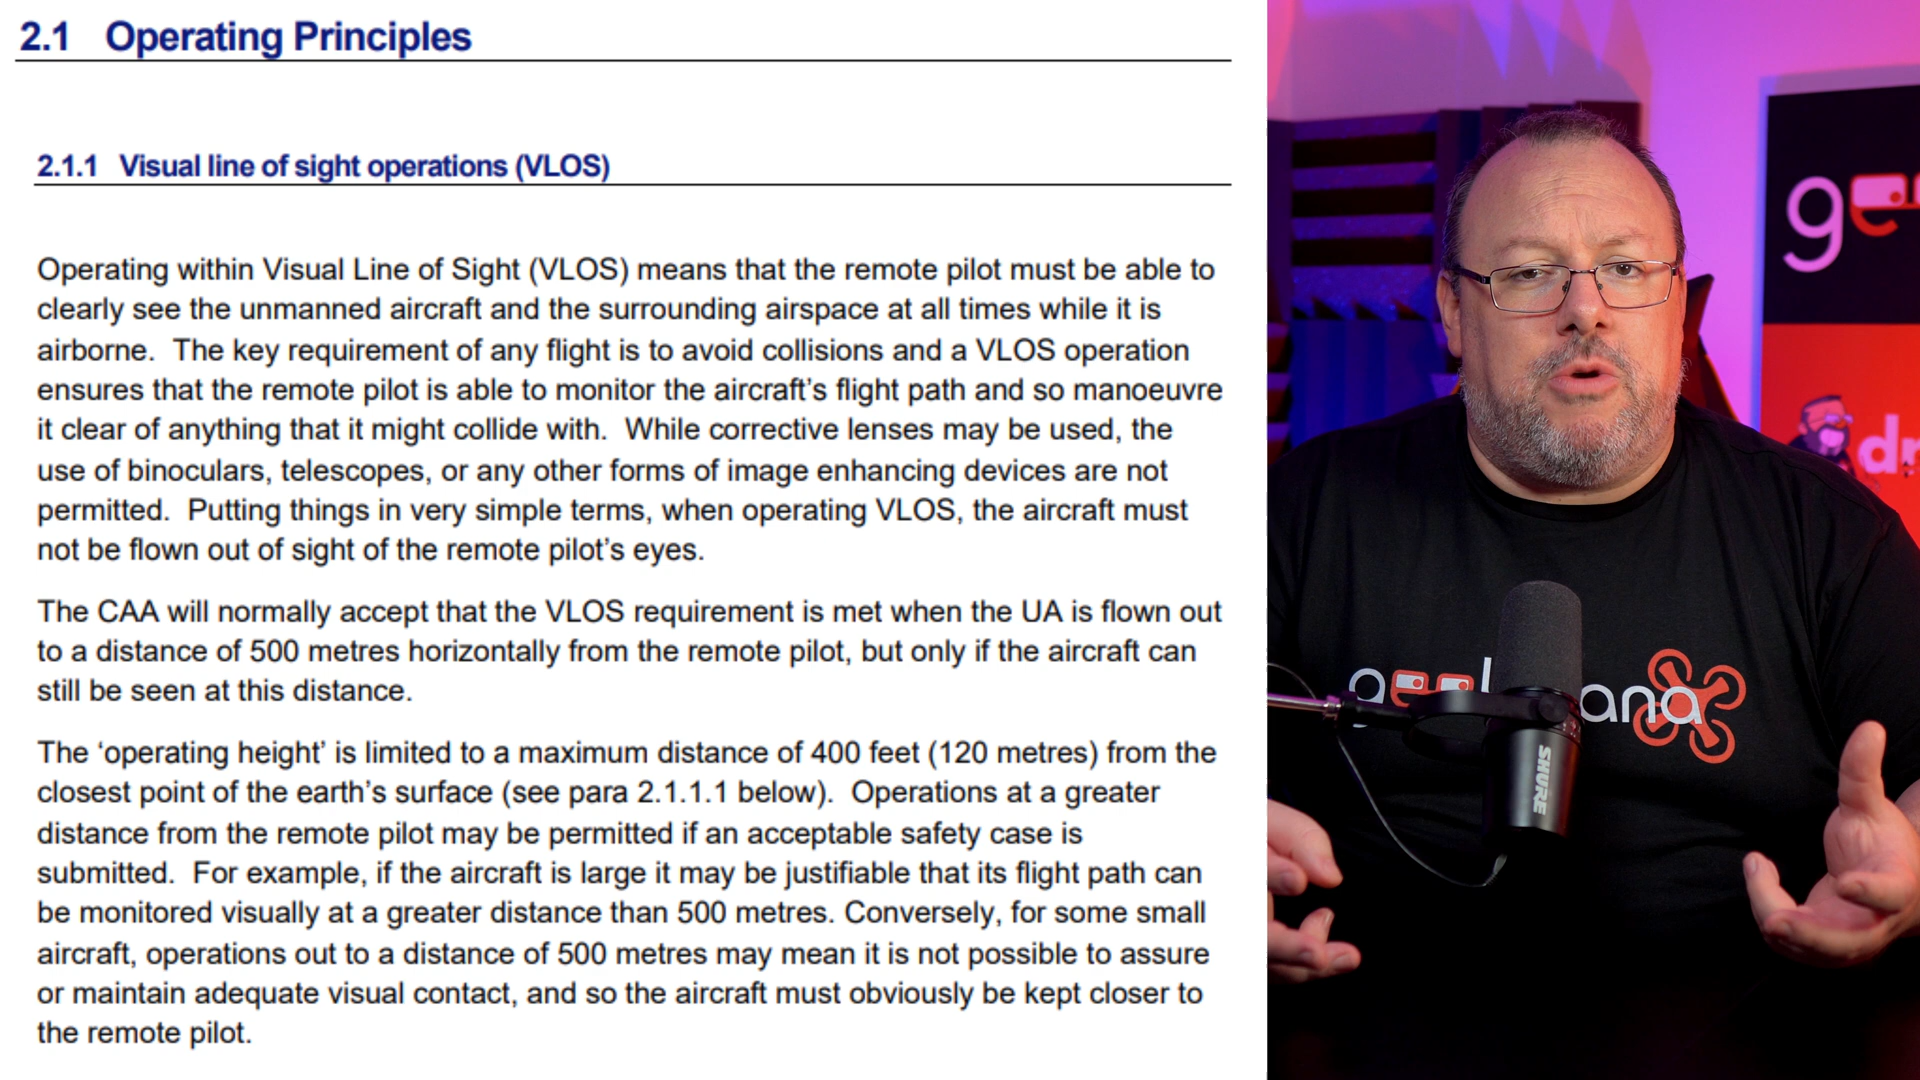 2.1 Operating Principles
2.1.1 Visual line of sight operations (VLOS)
Operating within Visual Line of Sight (VLOS) means that the remote pilot must be able to
clearly see the unmanned aircraft and the surrounding airspace at all times while it is
airborne. The key requirement of any flight is to avoid collisions and a VLOS operation
ensures that the remote pilot is able to monitor the aircraft's flight path and so manoeuvre
it clear of anything that it might collide with. While corrective lenses may be used, the
use of binoculars, telescopes, or any other forms of image enhancing devices are not
permitted. Putting things in very simple terms, when operating VLOS, the aircraft must
not be flown out of sight of the remote pilot's eyes.
The CAA will normally accept that the VLOS requirement is met when the UA is flown out
to a distance of 500 metres horizontally from the remote pilot, but only if the aircraft can
still be seen at this distance.
The ‘operating height’ is limited to a maximum distance of 400 feet (120 metres) from the
closest point of the earth's surface (see para 2.1.1.1 below). Operations at a greater
distance from the remote pilot may be permitted if an acceptable safety case is
submitted. For example, if the aircraft is large it may be justifiable that its flight path can
be monitored visually at a greater distance than 500 metres. Conversely, for some small
aircraft, operations out to a distance of 500 metres may mean it is not possible to assure
or maintain adequate visual contact, and so the aircraft must obviously be kept closer to
the remote pilot.
SHURE